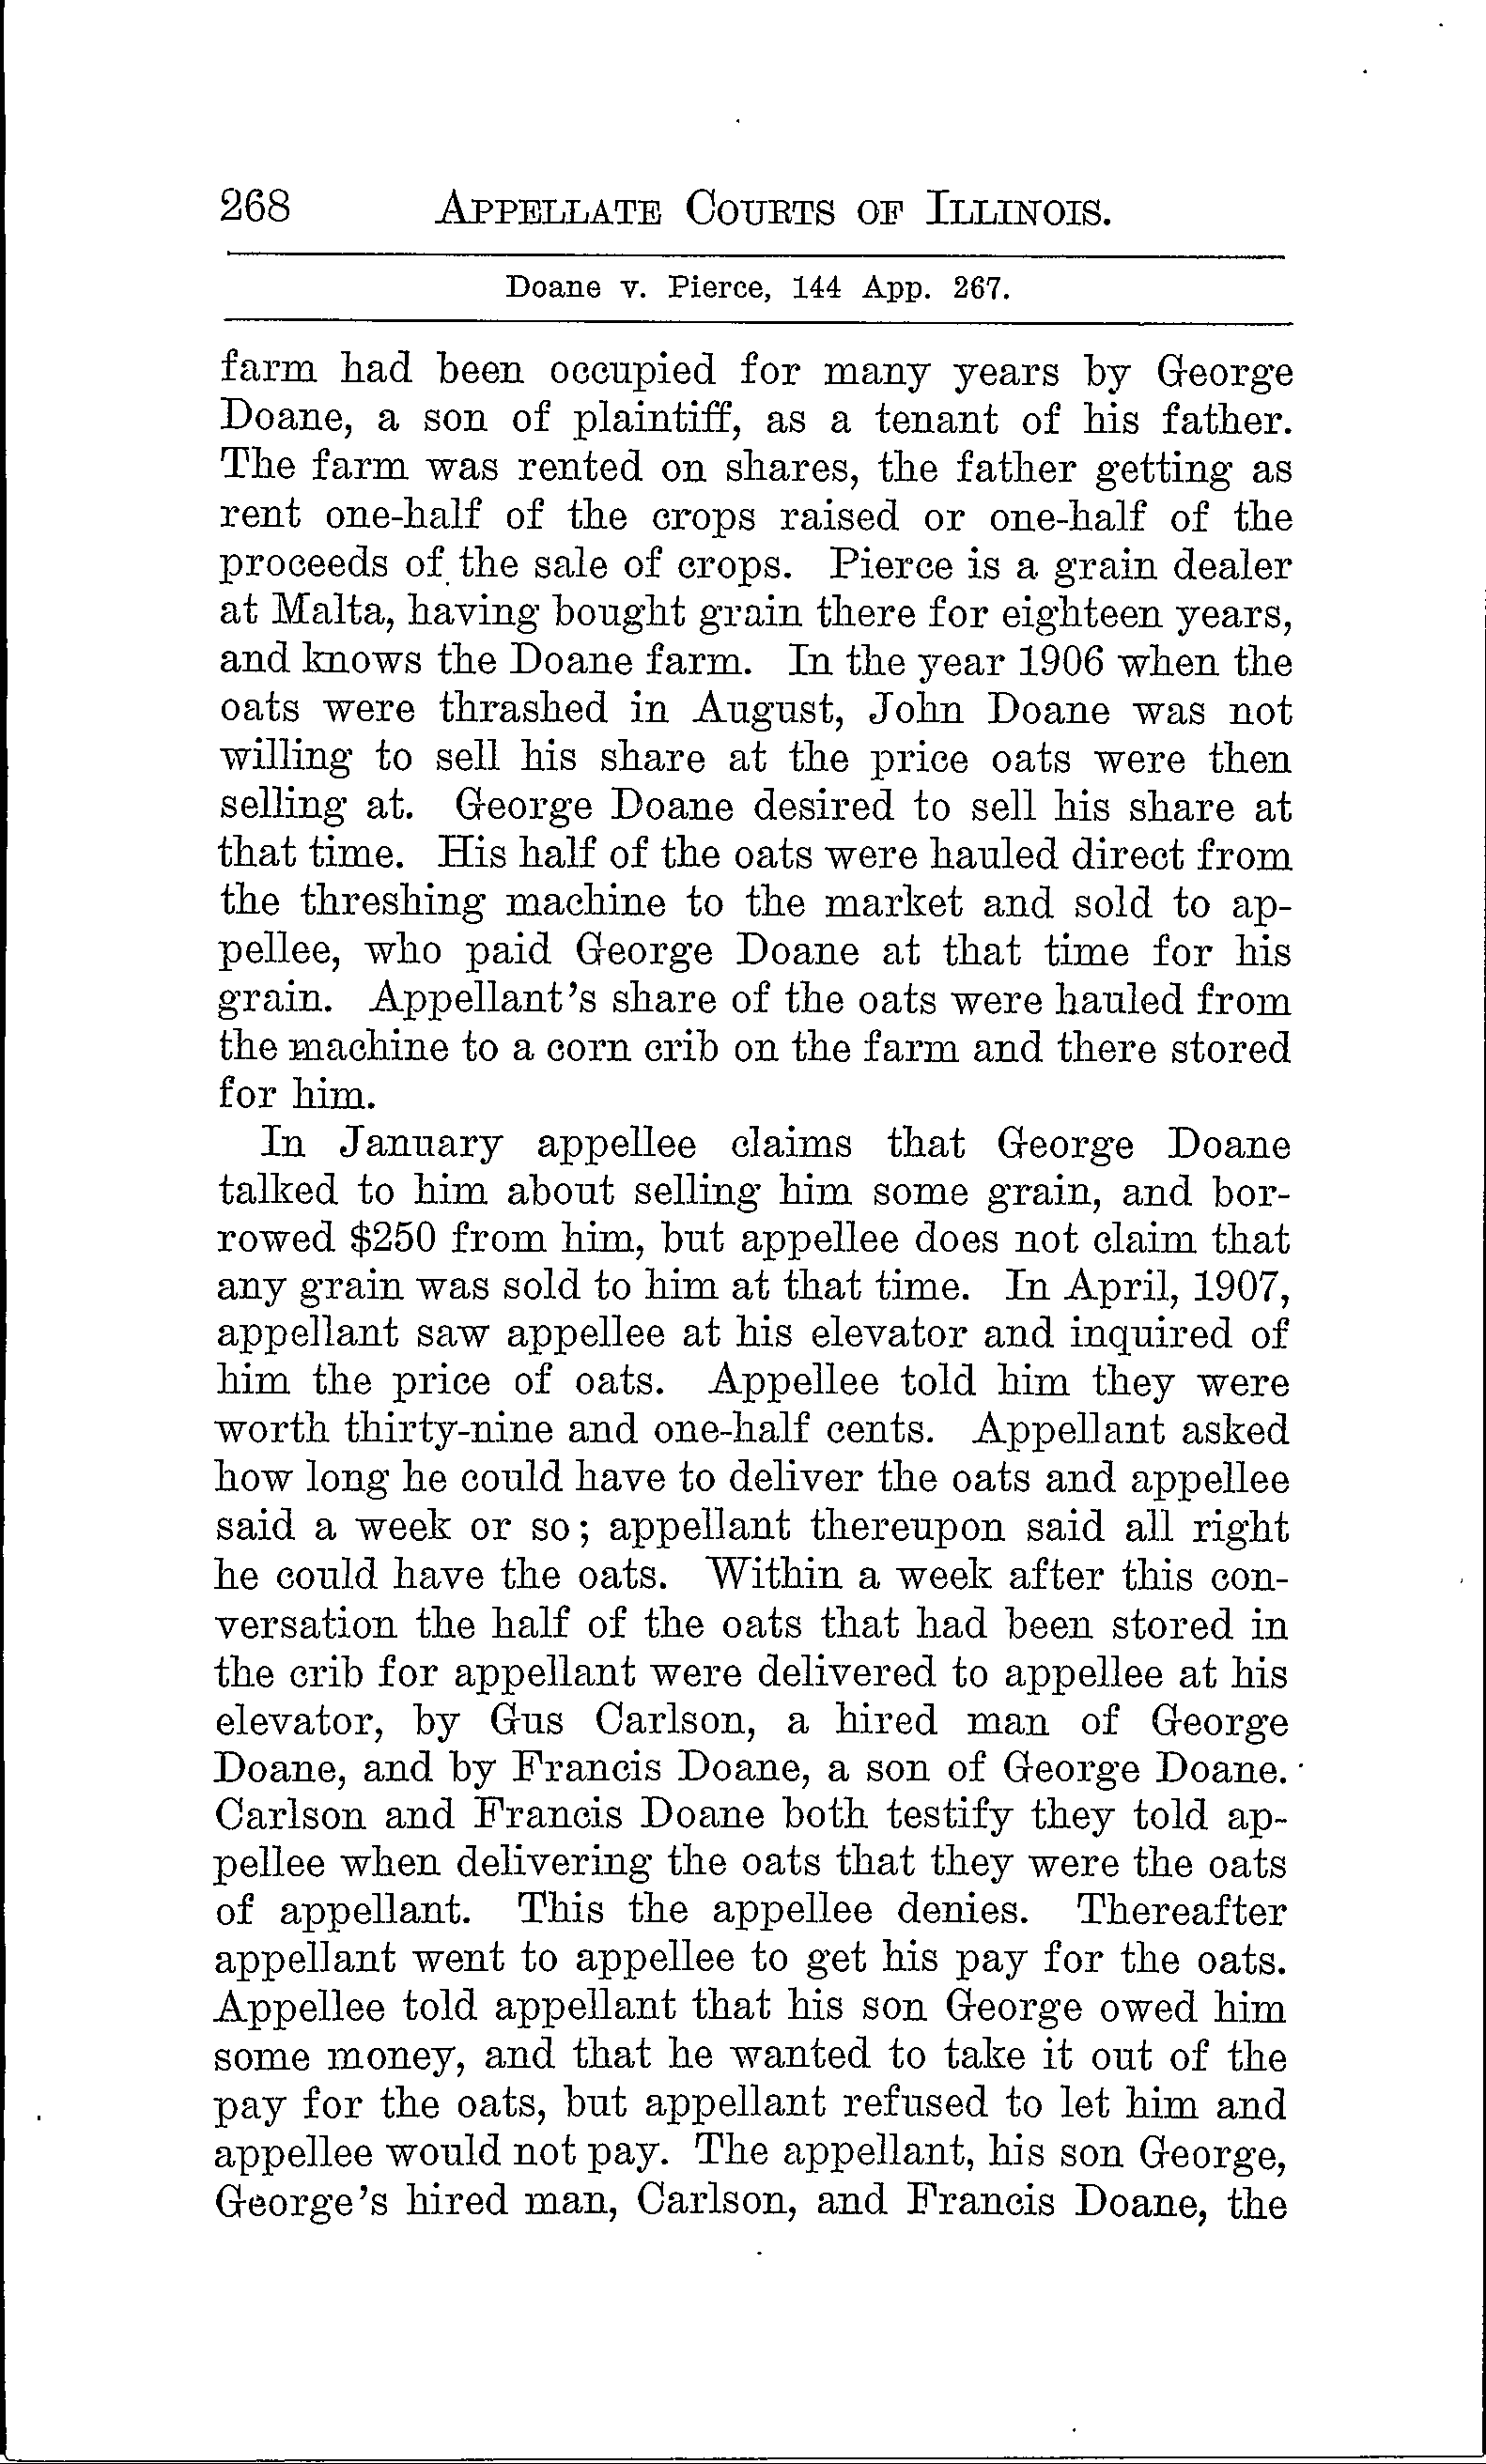 268 APPELLATE COURTS OF ILLINOIS.
Doane v. Pierce, 144 App. 267.
farm had been occupied for many years by George
Doane, a son of plaintiff, as a tenant of his father.
The farm was rented on shares, the father getting as
rent one-half of the crops raised or one-half of the
proceeds of the sale of crops. Pierce is a grain dealer
at Malta, having bought grain there for eighteen years,
and knows the Doane farm. In the year 1906 when the
oats were thrashed in August, John Doane was not
willing to sell his share at the price oats were then
selling at. George Doane desired to sell his share at
that time. His half of the oats were hauled direct from
the threshing machine to the market and sold to ap-
pellee, who paid George Doane at that time for his
grain. Appellant's share of the oats were hauled from
the machine to a corn crib on the farm and there stored
for him.
In January appellee claims that George Doane
talked to him about selling him some grain, and bor-
rowed $250 from him, but appellee does not claim that
any grain was sold to him at that time. In April, 1907,
appellant saw appellee at his elevator and inquired of
him the price of oats. Appellee told him they were
worth thirty-nine and one-half cents. Appellant asked
how long he could have to deliver the oats and appellee
said a week or so; appellant thereupon said all right
he could have the oats. Within a week after this con-
versation the half of the oats that had been stored in
the crib for appellant were delivered to appellee at his
elevator, by Gus Carlson, a hired man of George
Doane, and by Francis Doane, a son of George Doane.
Carlson and Francis Doane both testify they told ap-
pellee when delivering the oats that they were the oats
of appellant. This the appellee denies. Thereafter
appellant went to appellee to get his pay for the oats.
Appellee told appellant that his son George owed him
some money, and that he wanted to take it out of the
pay for the oats, but appellant refused to let him and
appellee would not pay. The appellant, his son George,
George's hired man, Carlson, and Francis Doane, the